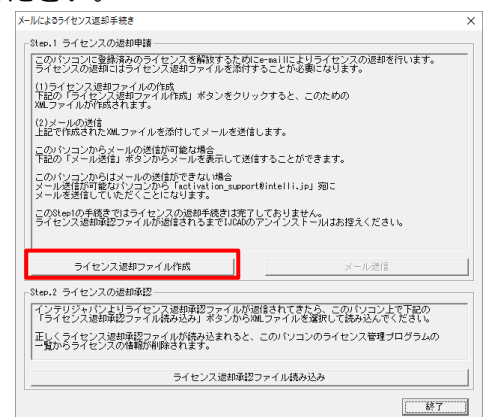 ださい。
メールによるライセンス返却手続き
Step.1 ライセンスの返却申請
このパソコンに登録済みのライセンスを解放するためにe-mailによりライセンスの返却を行います。
ライセンスの返却にはライセンス返却ファイルを添付することが必要になります。
(1)ライセンス返却ファイルの作成
下記の「ライセンス返却ファイル作成」ボタンをクリックすると、このための
XMLファイルが作成されます。
(2)メールの送信
上記で作成されたXMLファイルを添付してメールを送信します。
このパソコンからメールの送信が可能な場合
下記の「メール送信」ボタンからメールを表示して送信することができます。
このパソコンからはメールの送信ができない場合
メール送信が可能なパソコンから「activation_support@intelli.jp」宛に
メールを送信していただくことになります。
このStep1の手続きではライセンスの返却手続きは完了しておりません。
ライセンス返却承認ファイルが返信されるまでIJCADのアンインストールはお控えください。
ライセンス返却ファイル作成
メール送信
Step.2 ライセンスの返却承認
インテリジャパンよりライセンス返却承認ファイルが返信されてきたら、このパソコン上で下記の
「ライセンス返却承認ファイル読み込み」ボタンからXMLファイルを選択して読み込んでください。
正しくライセンス返却承認ファイルが読み込まれると、このパソコンのライセンス管理プログラムの
一覧からライセンスの情報が削除されます。
ライセンス返却承認ファイル読み込み
終了